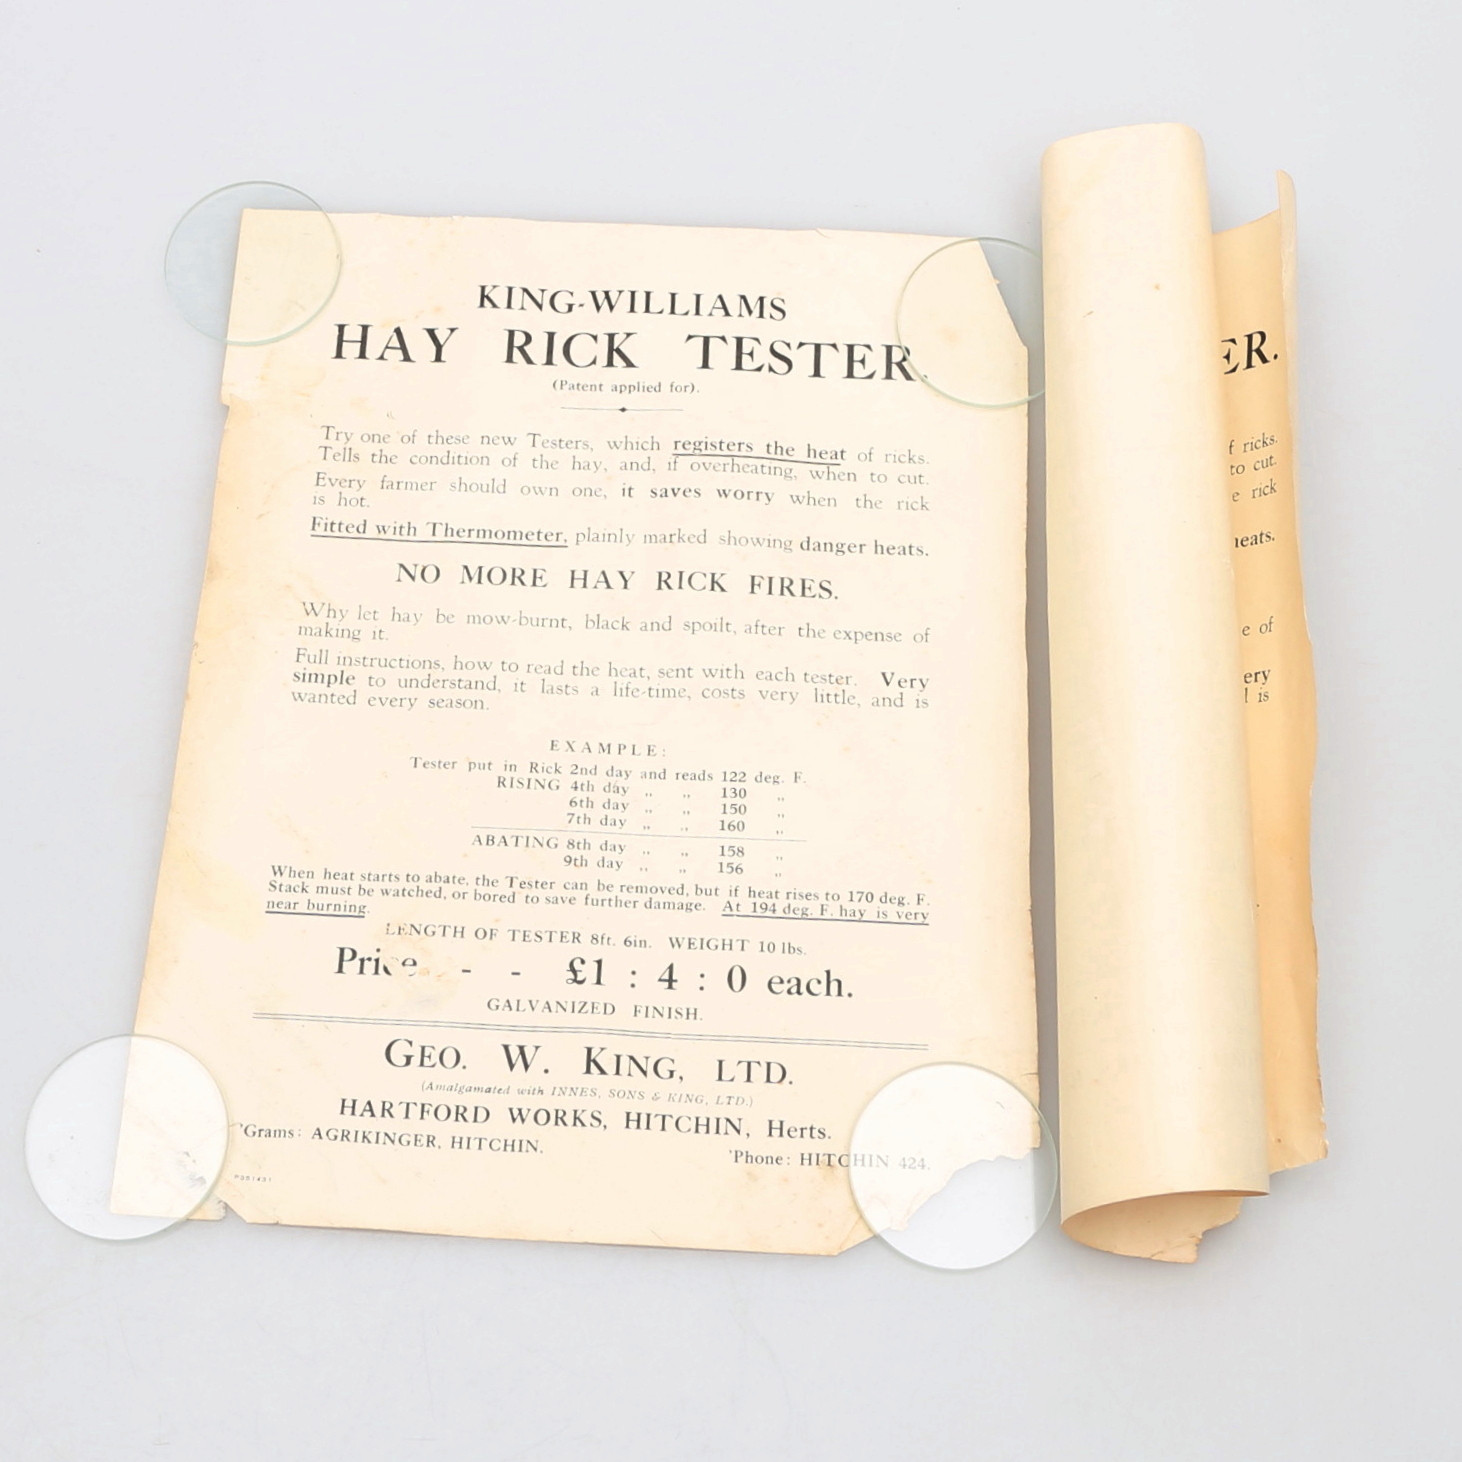 KING-WILLIAMS
HAY RICK TESTER.
(Patent applied for).
Try one of these new Testers, which registers the heat of ricks.
Tells the condition of the hay, and, if overheating, when to cut.
Every farmer should own one, it saves worry when the rick
is hot.
Fitted with Thermometer, plainly marked showing danger heats.
NO MORE HAY RICK FIRES.
Why let hay be mow-burnt, black and spoilt, after the expense of
making it.
Full instructions, how to read the heat, sent with each tester. Very
simple to understand, it lasts a life-time, costs very little, and is
wanted every season.
EXAMPLE:
Tester put in Rick 2nd day and reads 122 deg. F.
RISING 4th day ,, ,, 130 ,,
6th day ,, ,, 150 ,,
7th day ,, ,, 160 ,,
ABATING 8th day ,, ,, 158 ,,
9th day ,, ,, 156 ,,
When heat starts to abate, the Tester can be removed, but if heat rises to 170 deg. F.
Stack must be watched, or bored to save further damage. At 194 deg. F. hay is very
near burning.
LENGTH OF TESTER 8ft. 6in. WEIGHT 10 lbs.
Price - - £1 : 4 : 0 each.
GALVANIZED FINISH.
GEO. W. KING, LTD.
(Amalgamated with INNES, SONS & KING, LTD.)
HARTFORD WORKS, HITCHIN, Herts.
'Grams: AGRIKINGER, HITCHIN.
'Phone: HITCHIN 424.
ER.
f ricks.
to cut.
e rick
heats.
e of
ery
l is